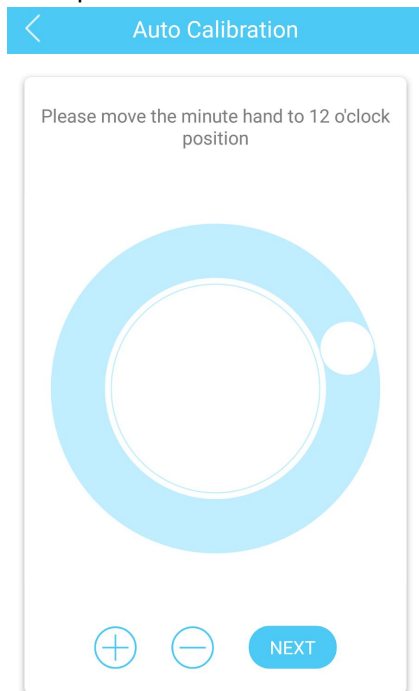 Auto Calibration
Please move the minute hand to 12 o'clock
position
NEXT